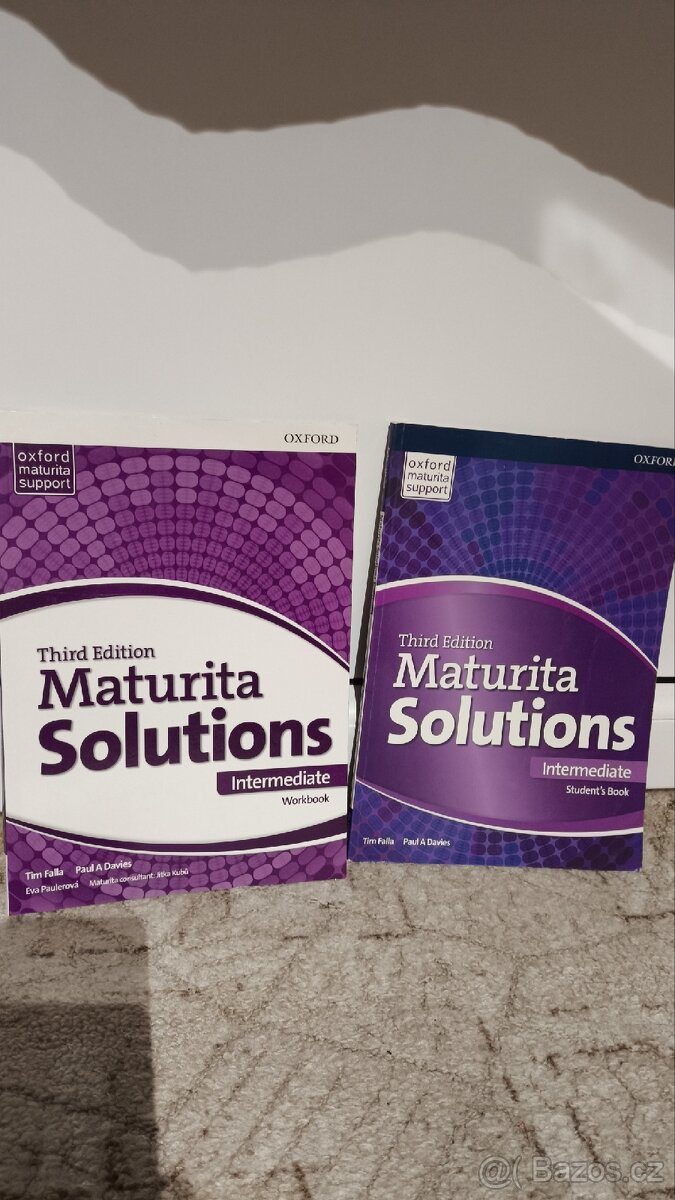 OXFORD
oxford
maturita
support
Third Edition
Maturita
Solutions
Intermediate
Workbook
Tim Falla Paul A Davies
Eva Paulerová Maturita consultant: Jitka Kubů
OXFORD
oxford
maturita
support
Third Edition
Maturita
Solutions
Intermediate
Student's Book
Tim Falla Paul A Davies
@( Bazos.cz